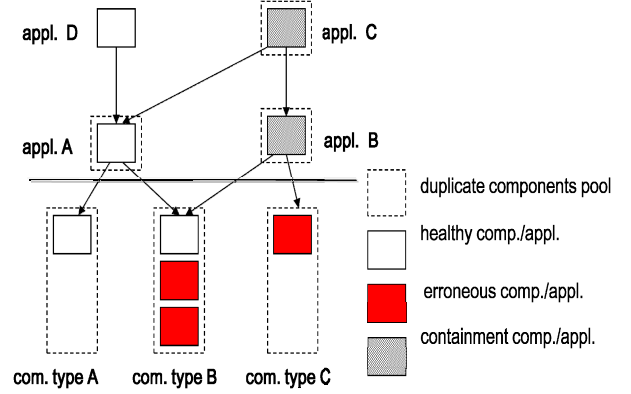 appl. D
appl. C
appl. A
appl. B
duplicate components pool
healthy comp./appl.
erroneous comp./appl.
containment comp./appl.
com. type A
com. type B
com. type C